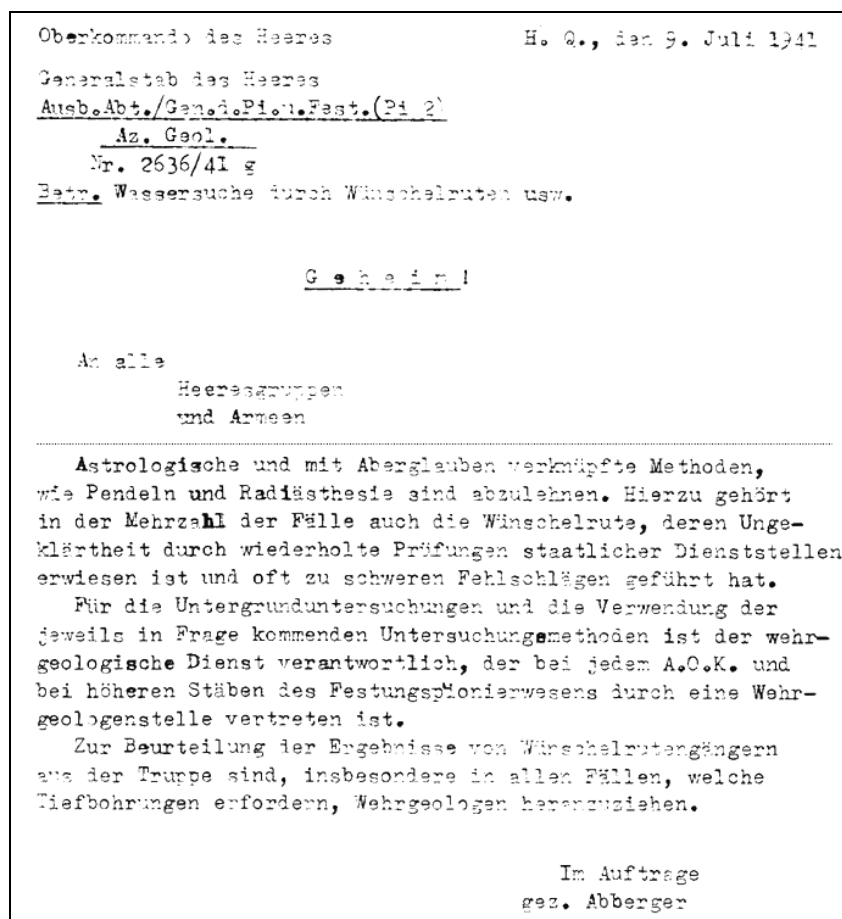 Oberkommando des Heeres H. Q., den 9. Juli 1941
Generalstab des Heeres
Ausb.Abt./Gen.d.Pi.u.Fest.(Pi 2)
Az. Geol.
Nr. 2636/41 g
Betr. Wassersuche durch Wünschelruten usw.
G e h e i m !
An alle
Heeresgruppen
und Armeen
Astrologische und mit Aberglauben verknüpfte Methoden,
wie Pendeln und Radiästhesie sind abzulehnen. Hierzu gehört
in der Mehrzahl der Fälle auch die Wünschelrute, deren Unge-
klärtheit durch wiederholte Prüfungen staatlicher Dienststellen
erwiesen ist und oft zu schweren Fehlschlägen geführt hat.
Für die Untergrunduntersuchungen und die Verwendung der
jeweils in Frage kommenden Untersuchungsmethoden ist der wehr-
geologische Dienst verantwortlich, der bei jedem A.O.K. und
bei höheren Stäben des Festungspionierwesens durch eine Wehr-
geologenstelle vertreten ist.
Zur Beurteilung der Ergebnisse von Wünschelrutengängern
aus der Truppe sind, insbesondere in allen Fällen, welche
Tiefbohrungen erfordern, Wehrgeologen heranzuziehen.
Im Auftrage
gez. Abberger